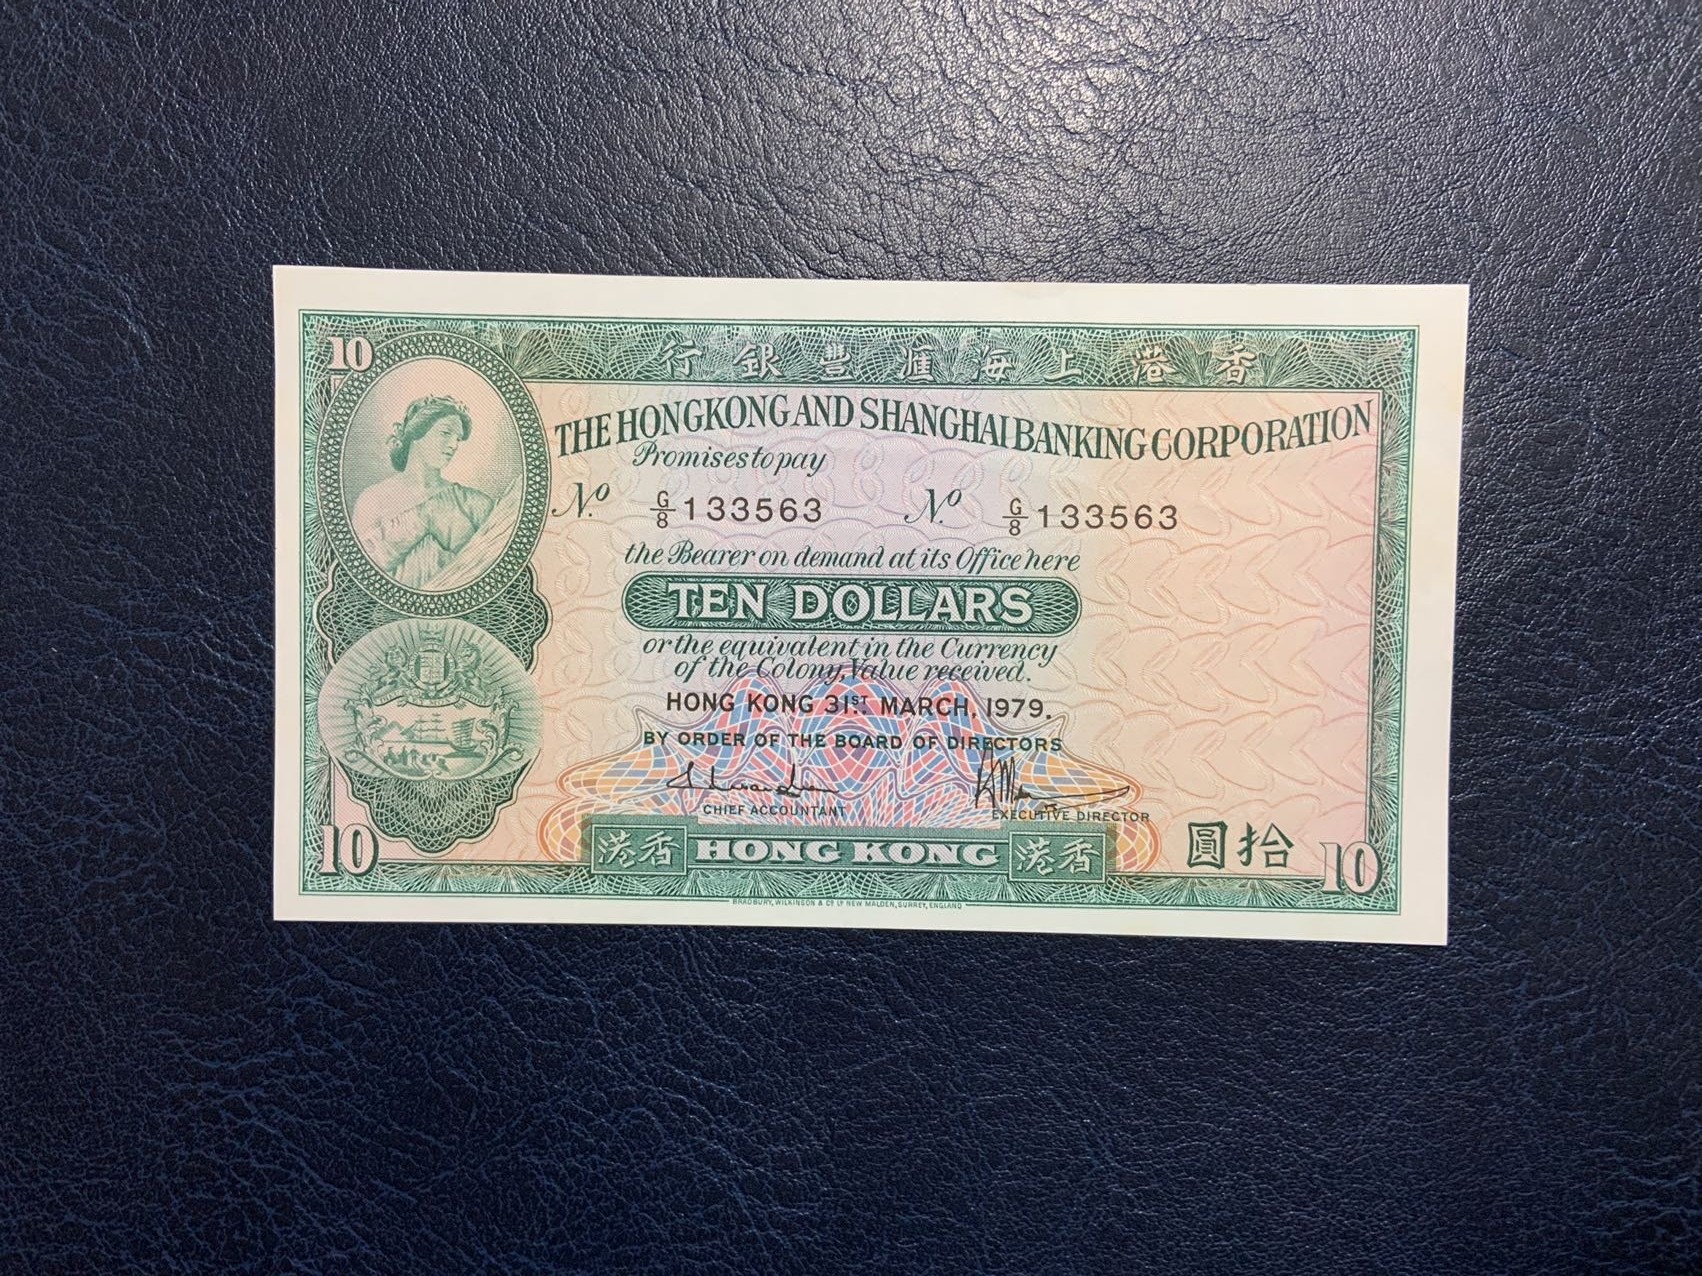 10
行銀豐滙海上港香
THE HONGKONG AND SHANGHAI BANKING CORPORATION
Promises to pay
No. G/8 133563 No. G/8 133563
the Bearer on demand at its Office here
TEN DOLLARS
or the equivalent in the Currency
of the Colony, Value received.
HONG KONG 31ST MARCH, 1979.
BY ORDER OF THE BOARD OF DIRECTORS
CHIEF ACCOUNTANT EXECUTIVE DIRECTOR
10 港香 HONG KONG 港香 圓拾 10
BRADBURY, WILKINSON & Co. Ld. NEW MALDEN, SURREY, ENGLAND